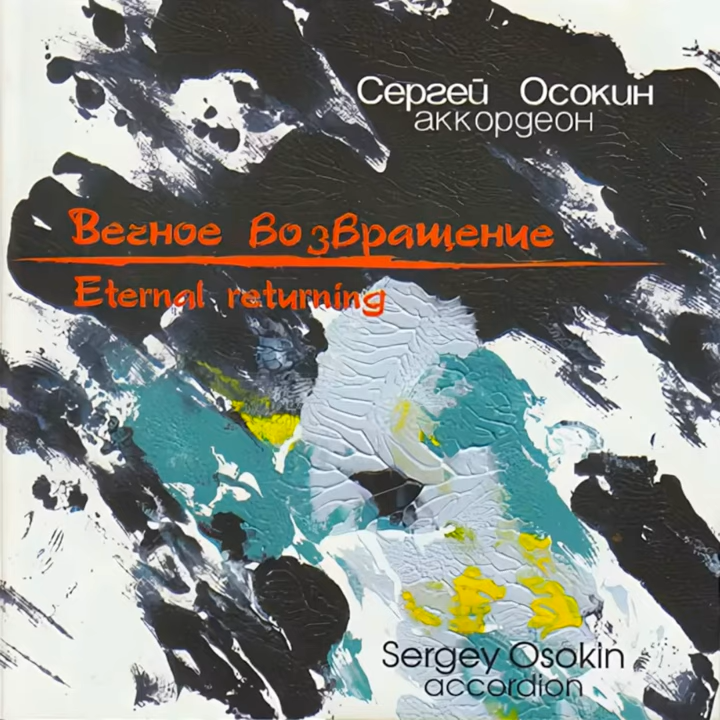 Сергей Осокин
аккордеон
Вечное возвращение
Eternal returning
Sergey Osokin
accordion